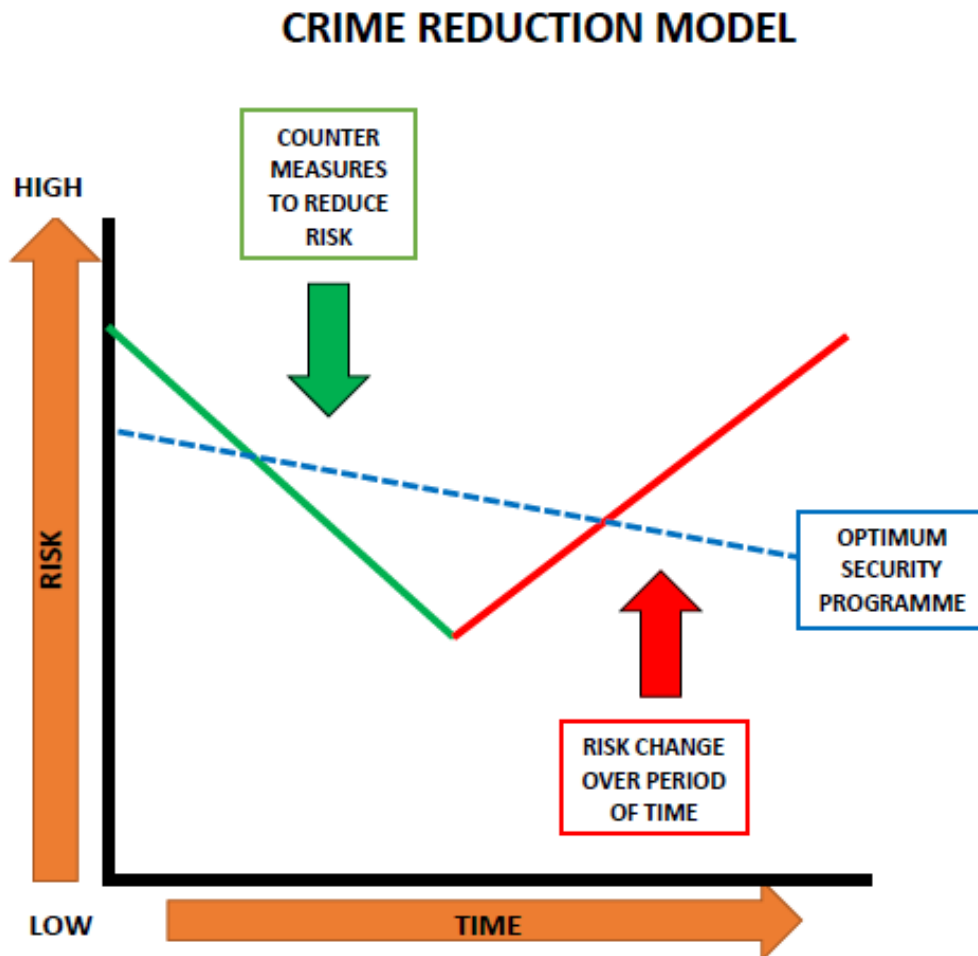 CRIME REDUCTION MODEL
COUNTER
MEASURES
TO REDUCE
RISK
HIGH
RISK
OPTIMUM
SECURITY
PROGRAMME
RISK CHANGE
OVER PERIOD
OF TIME
LOW
TIME